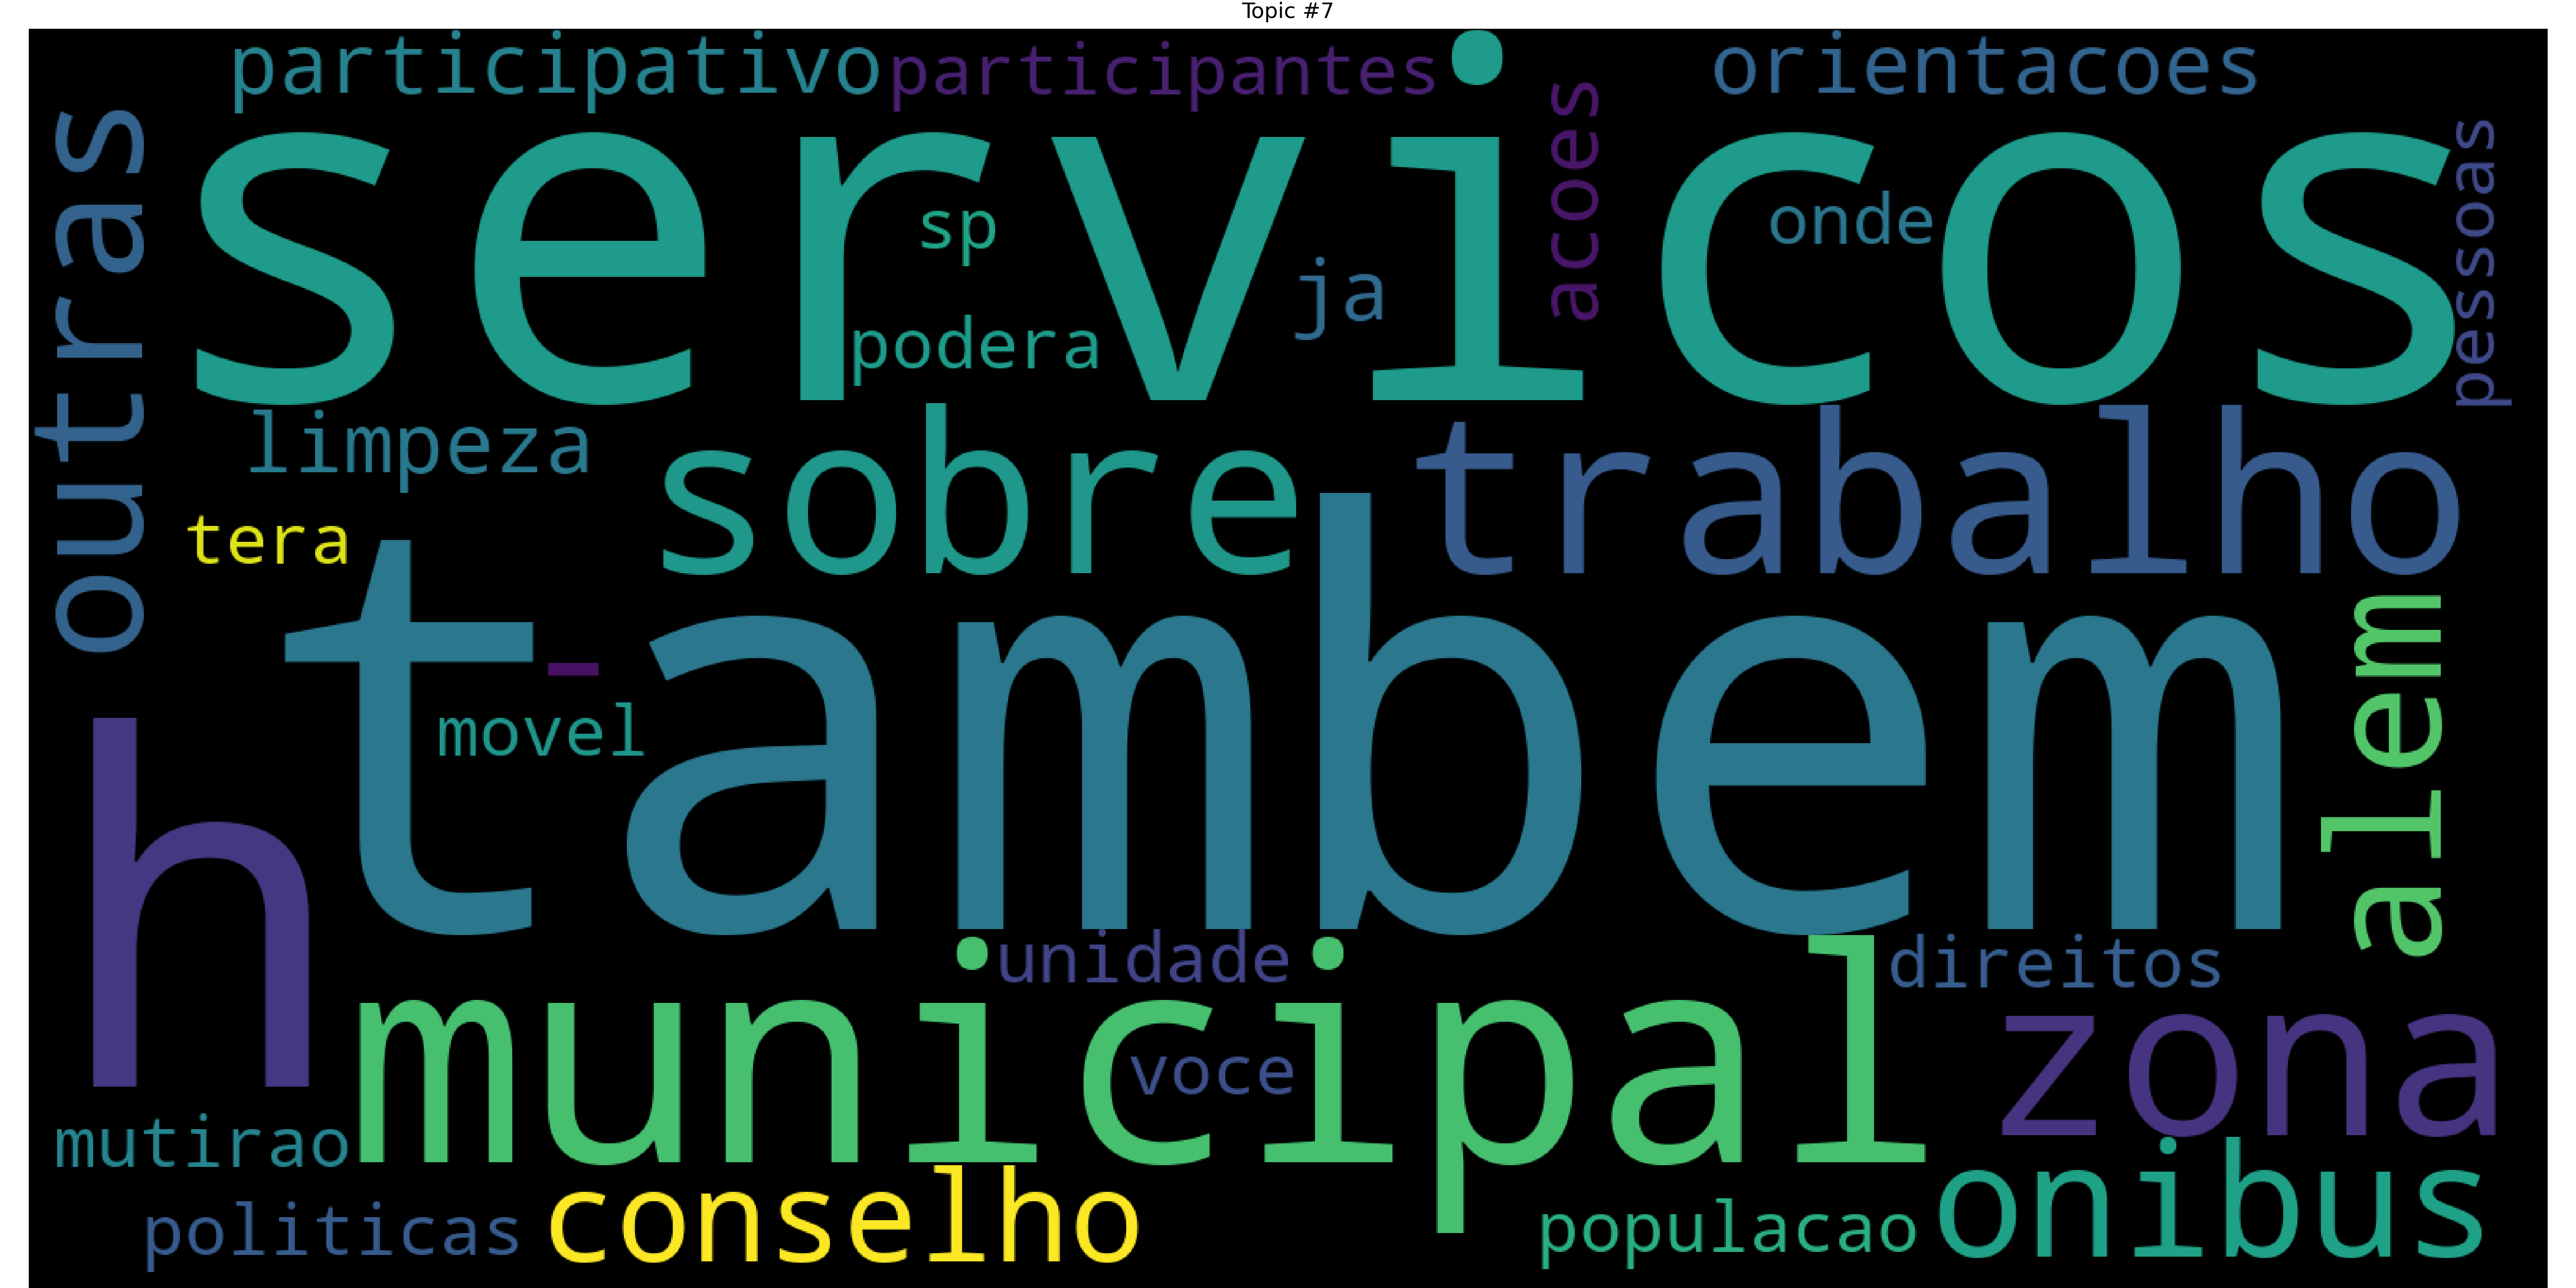 Topic #7
participativo
participantes
orientacoes
outras
servicos
acoes
pessoas
sp
onde
ja
podera
limpeza
sobre
trabalho
tera
tambem
alem
-
movel
h
unidade
direitos
municipal
zona
voce
mutirao
conselho
onibus
politicas
populacao